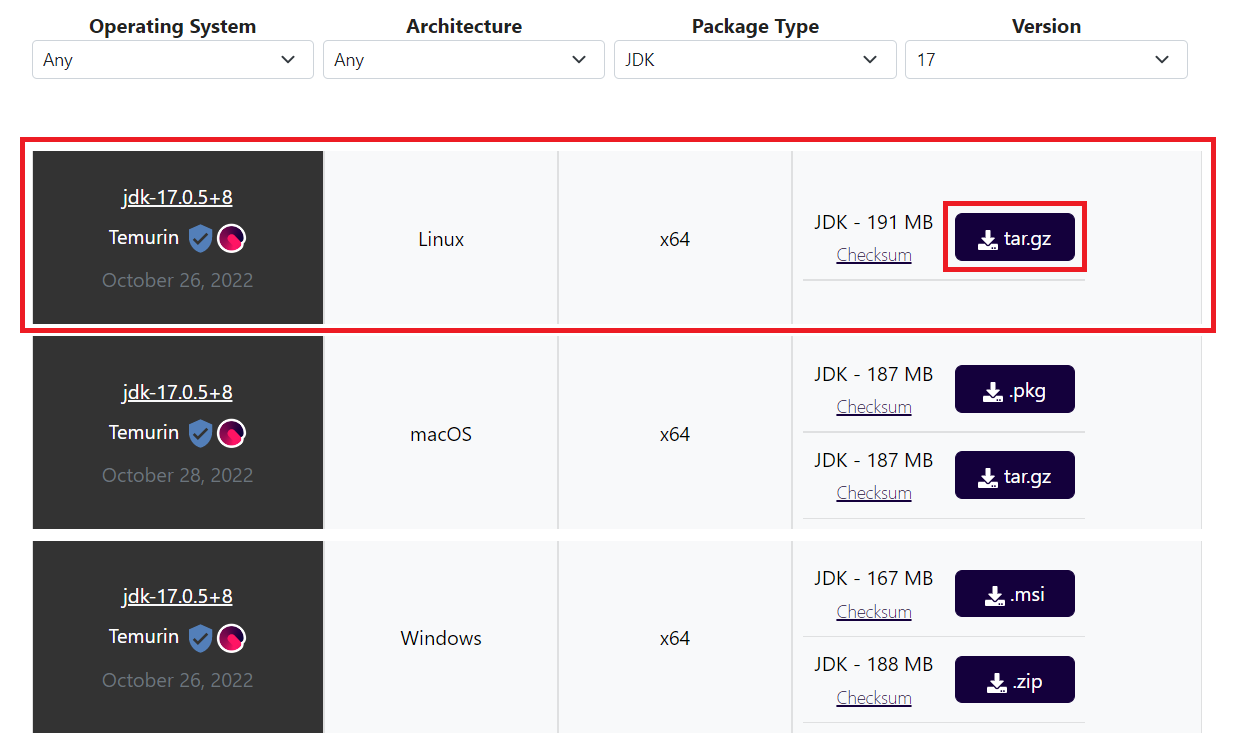 Operating System Architecture Package Type Version
Any Any JDK 17
jdk-17.0.5+8
Temurin
October 26, 2022
Linux
x64
JDK - 191 MB
Checksum
tar.gz
jdk-17.0.5+8
Temurin
October 28, 2022
macOS
x64
JDK - 187 MB
Checksum
.pkg
JDK - 187 MB
Checksum
tar.gz
jdk-17.0.5+8
Temurin
October 26, 2022
Windows
x64
JDK - 167 MB
Checksum
.msi
JDK - 188 MB
Checksum
.zip